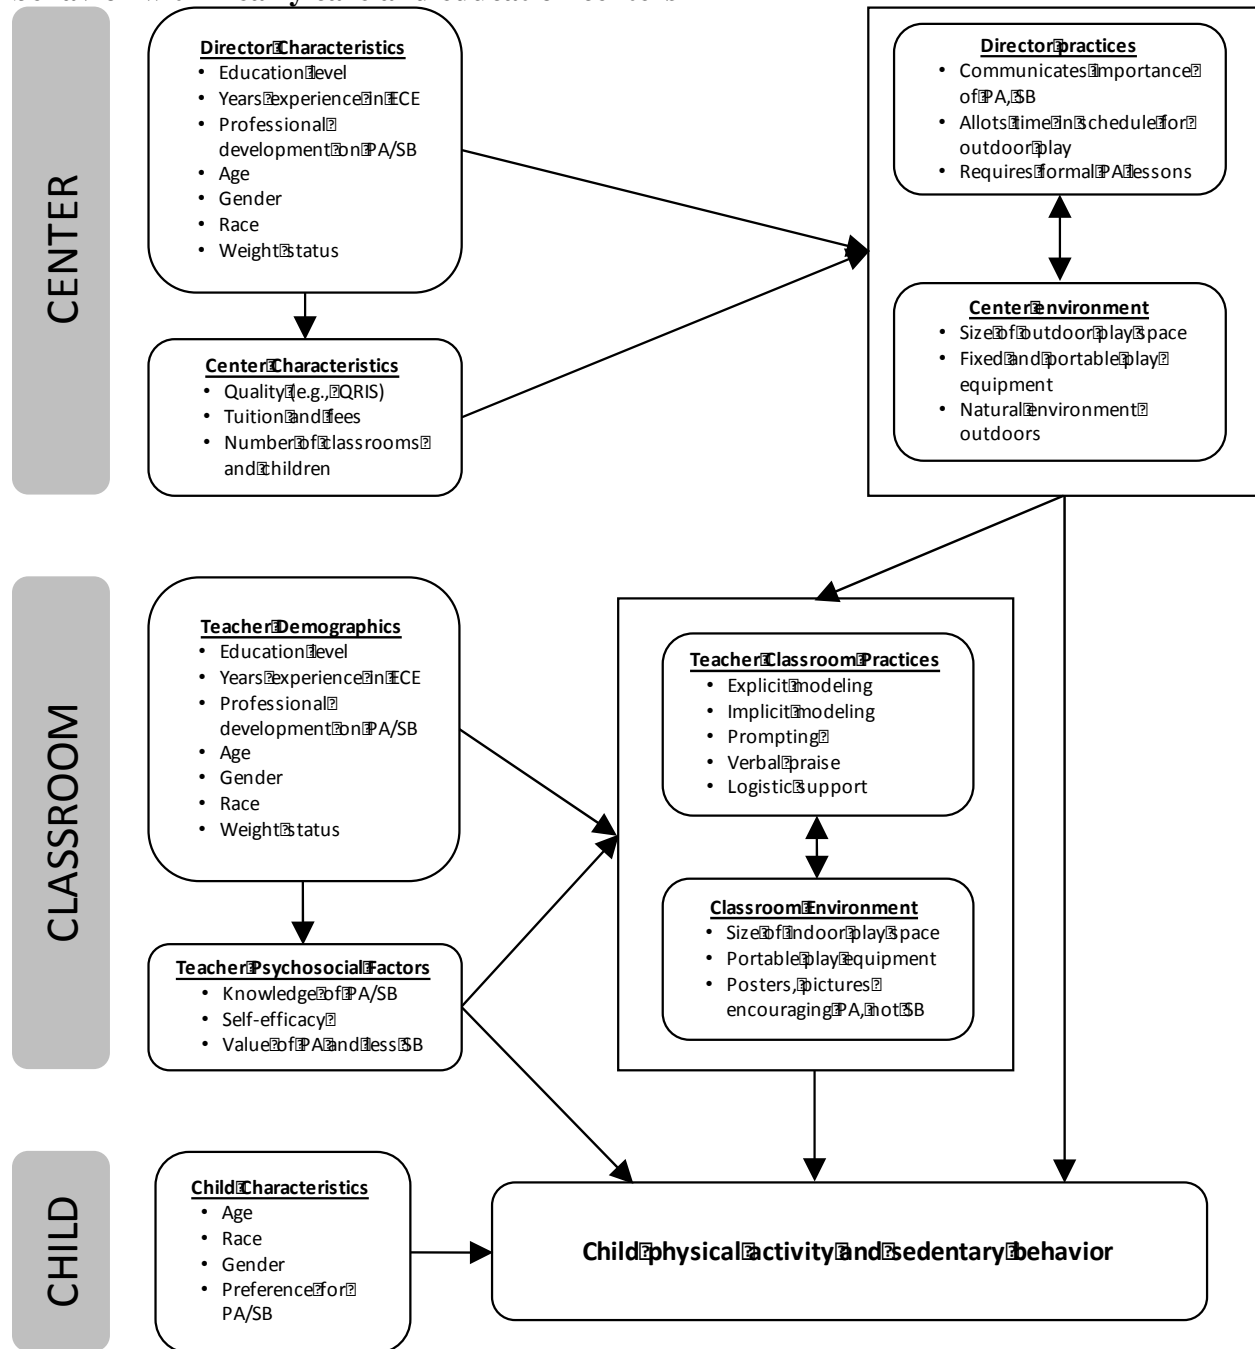 CENTER
Director Characteristics
• Education level
• Years experience in ECE
• Professional
development on PA/SB
• Age
• Gender
• Race
• Weight status
Center Characteristics
• Quality (e.g., QRIS)
• Tuition and fees
• Number of classrooms
and children
Director practices
• Communicates importance
of PA, SB
• Allots time in schedule for
outdoor play
• Requires formal PA lessons
Center environment
• Size of outdoor play space
• Fixed and portable play
equipment
• Natural environment
outdoors
CLASSROOM
Teacher Demographics
• Education level
• Years experience in ECE
• Professional
development on PA/SB
• Age
• Gender
• Race
• Weight status
Teacher Psychosocial Factors
• Knowledge of PA/SB
• Self-efficacy
• Value of PA and less SB
Teacher Classroom Practices
• Explicit modeling
• Implicit modeling
• Prompting
• Verbal praise
• Logistic support
Classroom Environment
• Size of indoor play space
• Portable play equipment
• Posters, pictures
encouraging PA, not SB
CHILD
Child Characteristics
• Age
• Race
• Gender
• Preference for
PA/SB
Child physical activity and sedentary behavior